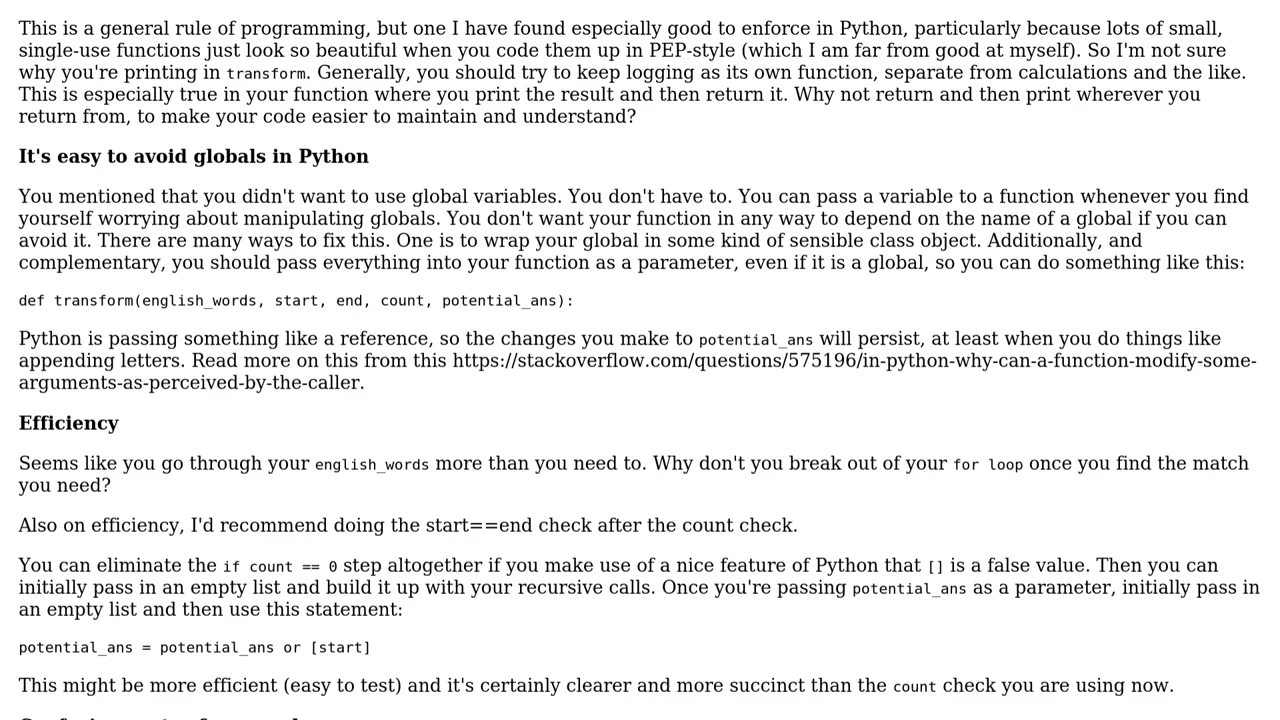 This is a general rule of programming, but one I have found especially good to enforce in Python, particularly because lots of small,
single-use functions just look so beautiful when you code them up in PEP-style (which I am far from good at myself). So I'm not sure
why you're printing in transform. Generally, you should try to keep logging as its own function, separate from calculations and the like.
This is especially true in your function where you print the result and then return it. Why not return and then print wherever you
return from, to make your code easier to maintain and understand?
It's easy to avoid globals in Python
You mentioned that you didn't want to use global variables. You don't have to. You can pass a variable to a function whenever you find
yourself worrying about manipulating globals. You don't want your function in any way to depend on the name of a global if you can
avoid it. There are many ways to fix this. One is to wrap your global in some kind of sensible class object. Additionally, and
complementary, you should pass everything into your function as a parameter, even if it is a global, so you can do something like this:
def transform(english_words, start, end, count, potential_ans):
Python is passing something like a reference, so the changes you make to potential_ans will persist, at least when you do things like
appending letters. Read more on this from this https://stackoverflow.com/questions/575196/in-python-why-can-a-function-modify-some-
arguments-as-perceived-by-the-caller.
Efficiency
Seems like you go through your english_words more than you need to. Why don't you break out of your for loop once you find the match
you need?
Also on efficiency, I'd recommend doing the start==end check after the count check.
You can eliminate the if count == 0 step altogether if you make use of a nice feature of Python that [] is a false value. Then you can
initially pass in an empty list and build it up with your recursive calls. Once you're passing potential_ans as a parameter, initially pass in
an empty list and then use this statement:
potential_ans = potential_ans or [start]
This might be more efficient (easy to test) and it's certainly clearer and more succinct than the count check you are using now.